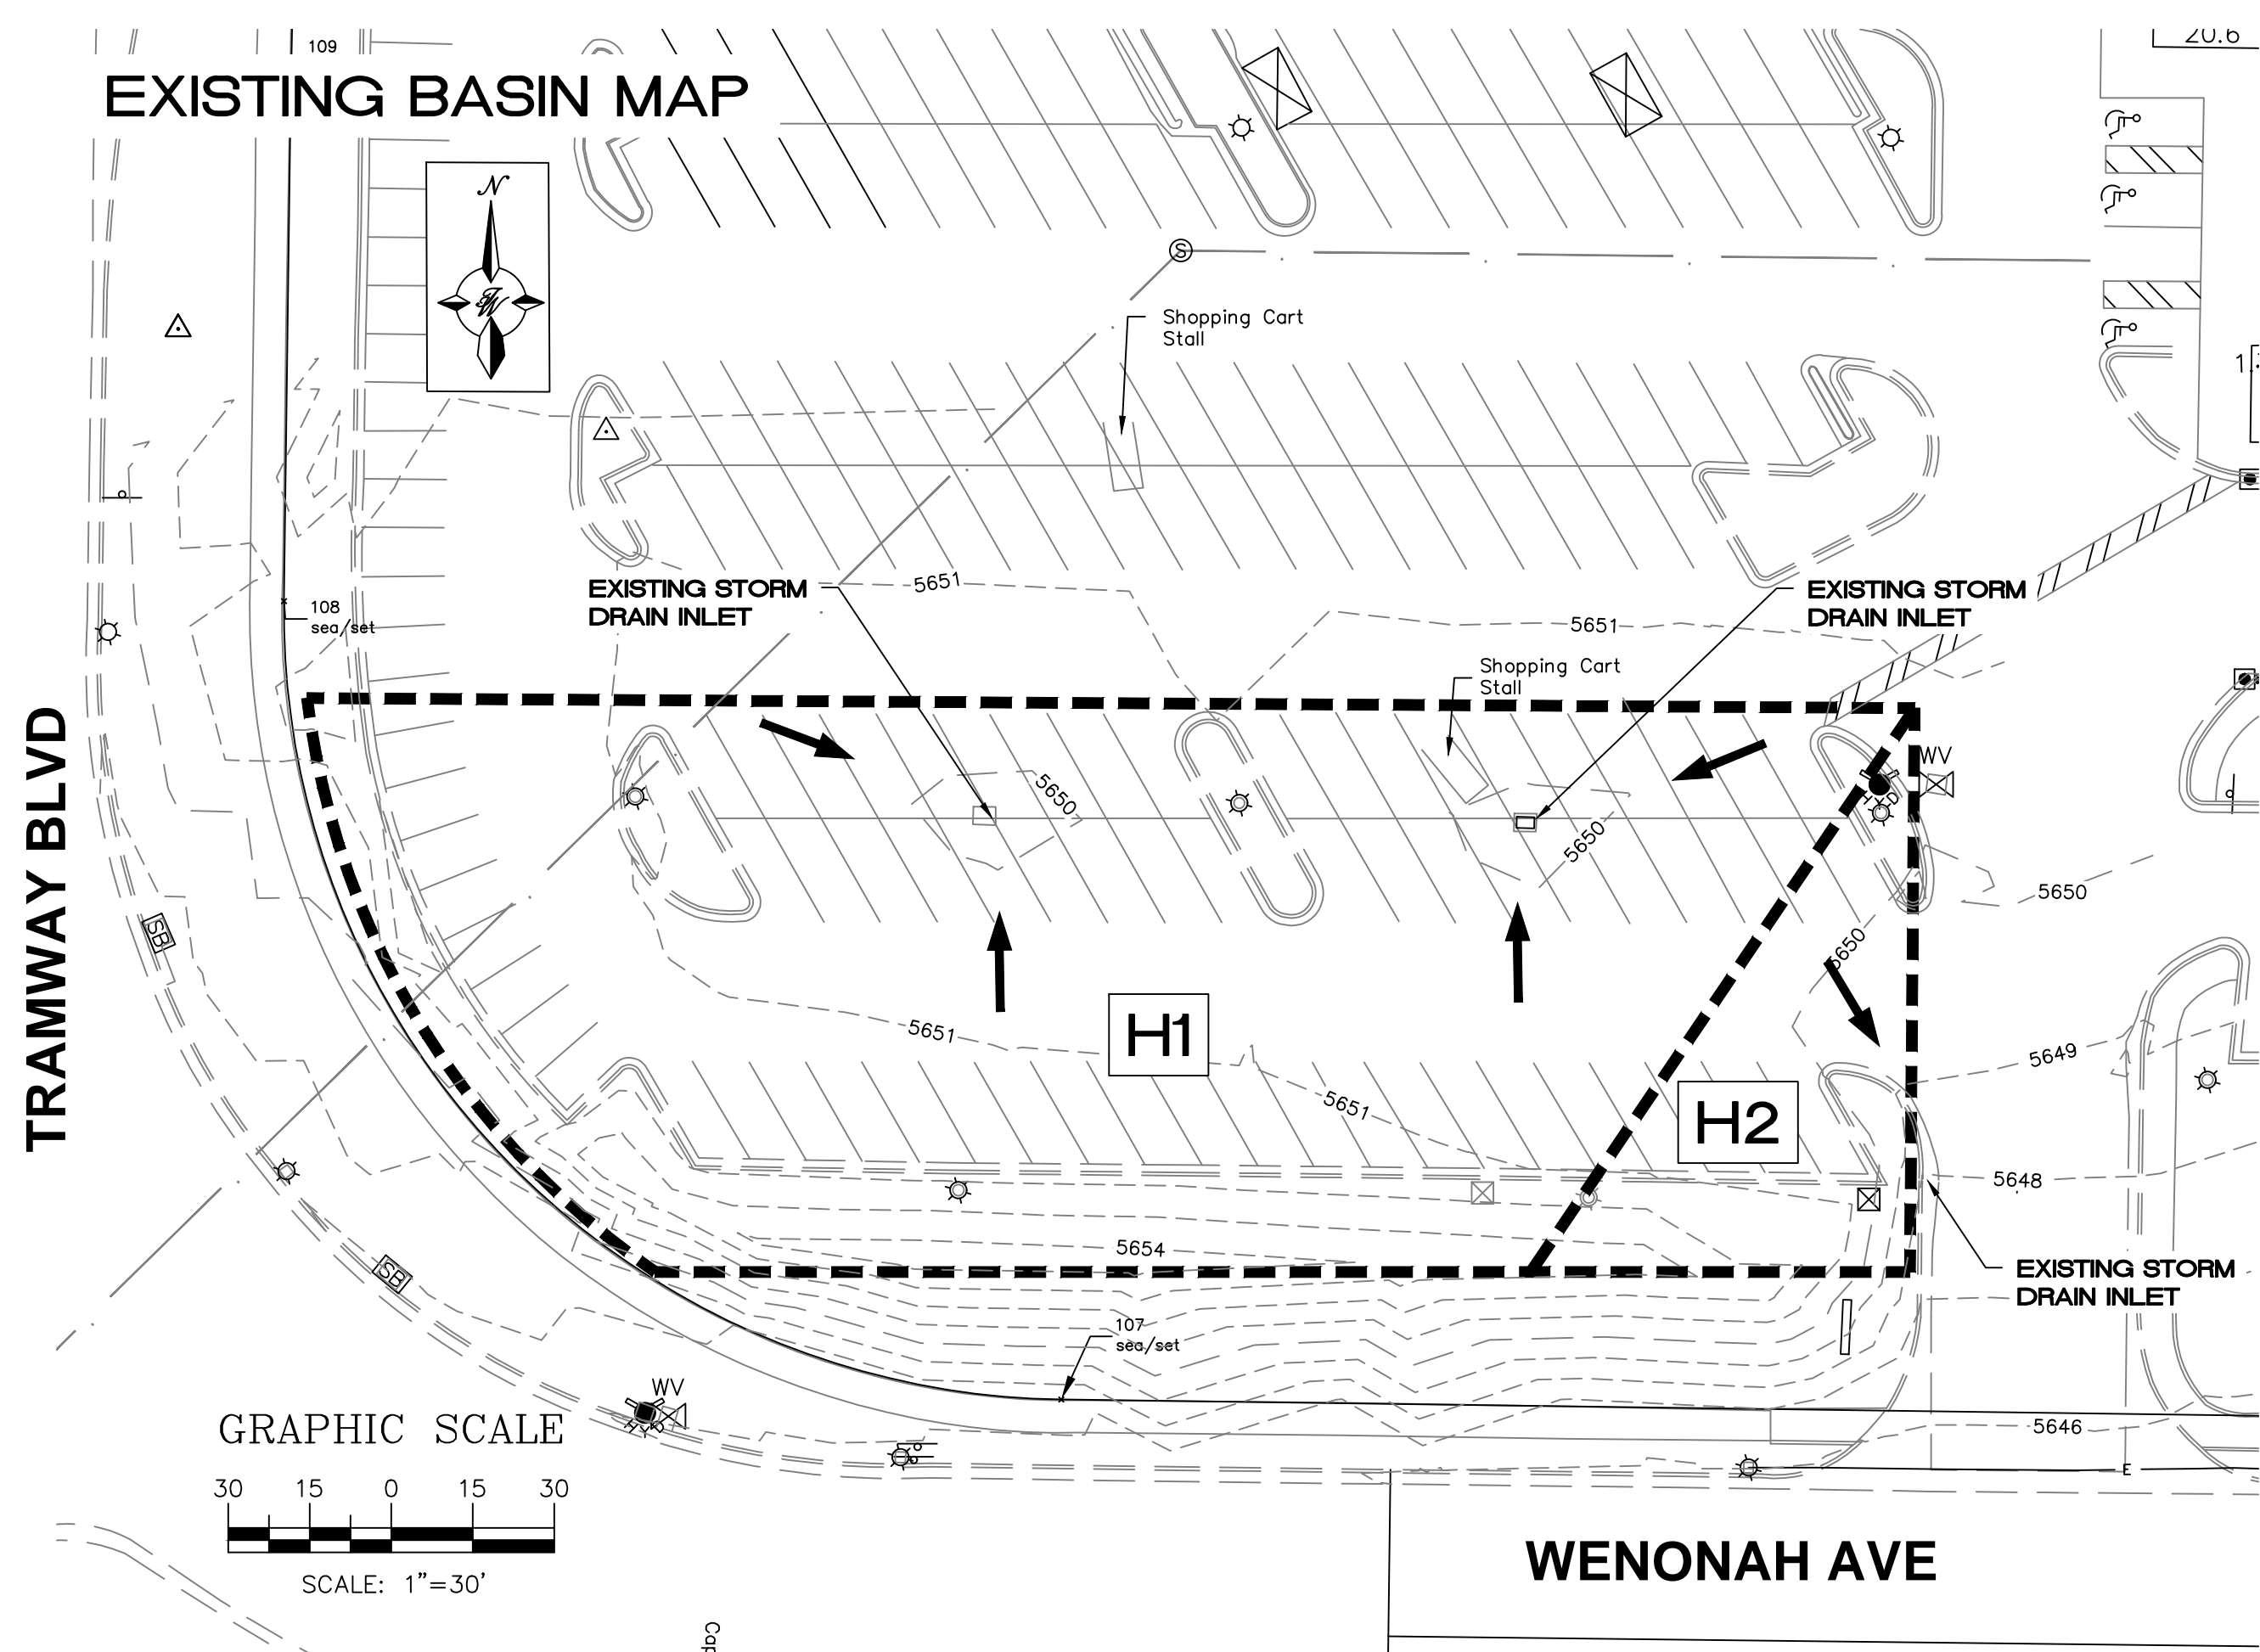 109
20.6
EXISTING BASIN MAP
N
S
Shopping Cart
Stall
EXISTING STORM
DRAIN INLET
5651
EXISTING STORM
DRAIN INLET
5651
108
sea/set
Shopping Cart
Stall
WV
HYD
5650
5650
5650
5650
TRAMWAY BLVD
SB
5651
H1
5649
5651
H2
5648
5654
EXISTING STORM
DRAIN INLET
SB
107
sea/set
WV
HYD
5646
GRAPHIC SCALE
30 15 0 15 30
SCALE: 1"=30'
E
WENONAH AVE